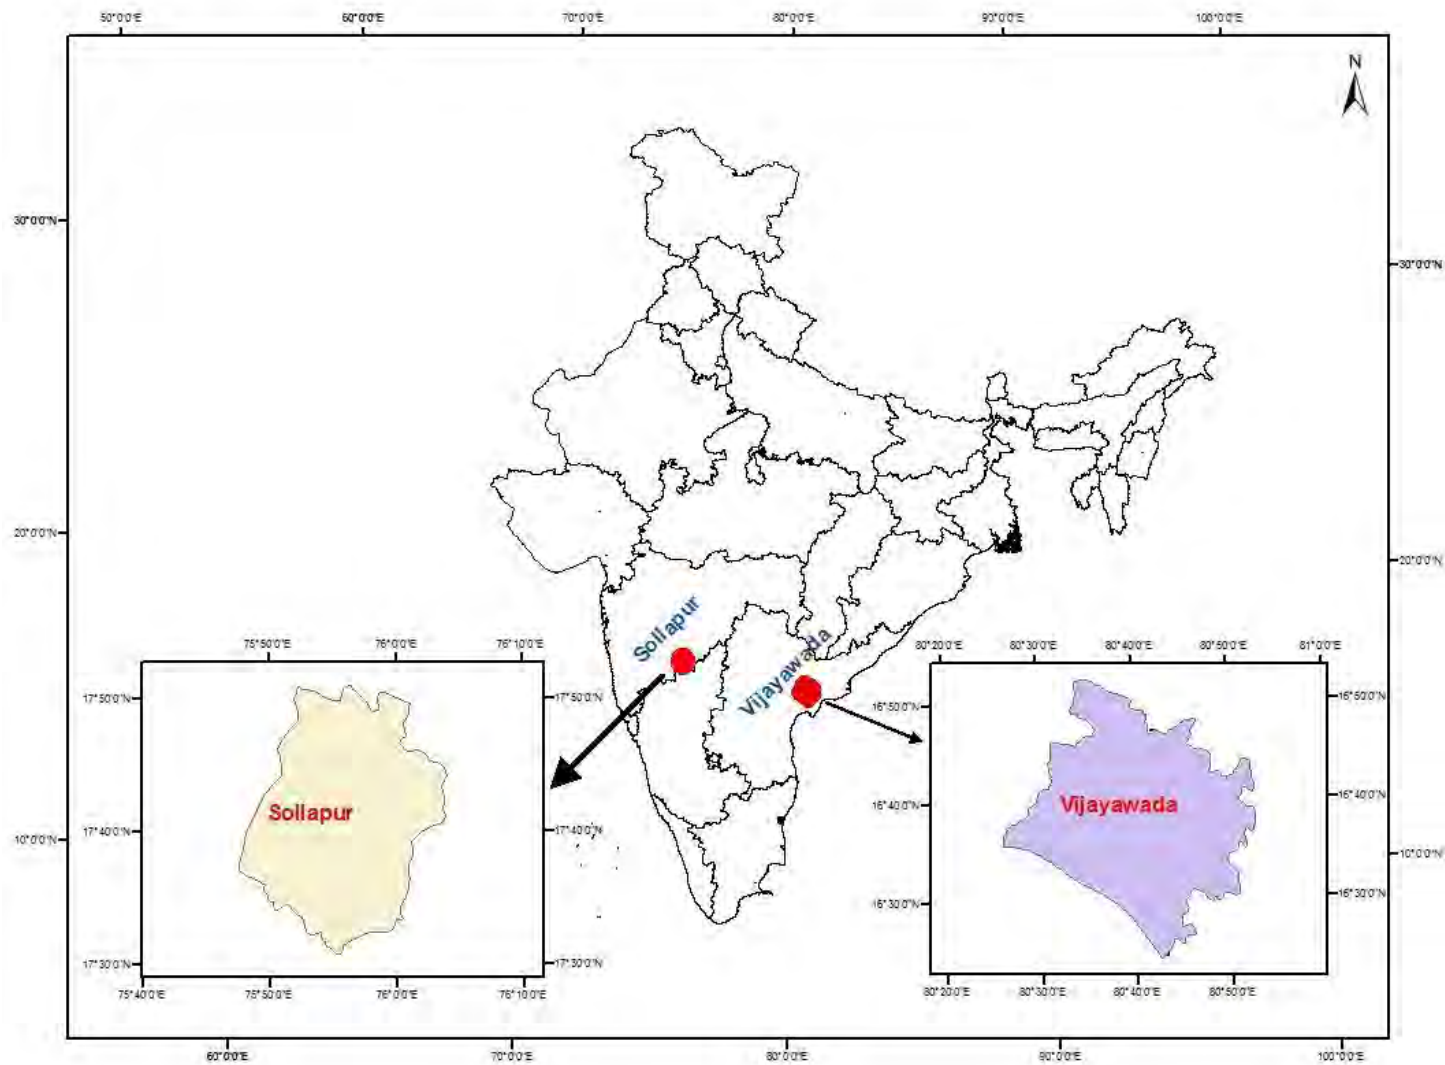 50°0'0"E 60°0'0"E 70°0'0"E 80°0'0"E 90°0'0"E 100°0'0"E
N
30°0'0"N
30°0'0"N
20°0'0"N
20°0'0"N
Sollapur
Vijayawada
75°50'0"E 76°0'0"E 76°10'0"E
80°20'0"E 80°30'0"E 80°40'0"E 80°50'0"E 81°0'0"E
17°50'0"N
17°50'0"N
16°50'0"N
16°50'0"N
Sollapur
Vijayawada
16°40'0"N
16°40'0"N
17°40'0"N
17°40'0"N
10°0'0"N
10°0'0"N
16°30'0"N
16°30'0"N
17°30'0"N
17°30'0"N
75°40'0"E 75°50'0"E 76°0'0"E 76°10'0"E
80°20'0"E 80°30'0"E 80°40'0"E 80°50'0"E
60°0'0"E 70°0'0"E 80°0'0"E 90°0'0"E 100°0'0"E